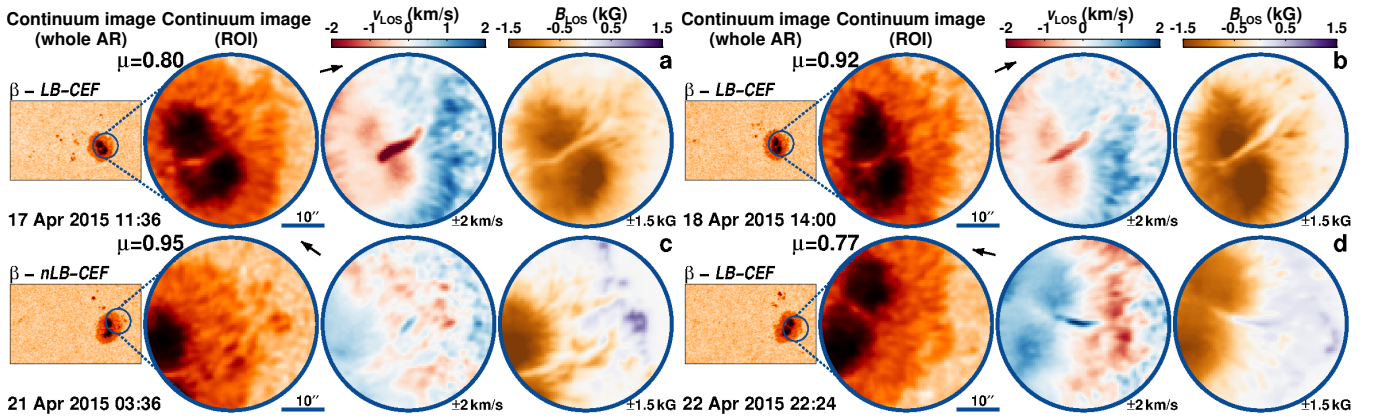 Continuum image
(whole AR)
Continuum image
(ROI)
vLOS (km/s)
-2 -1 0 1 2
BLOS (kG)
-1.5 -0.5 0.5 1.5
μ=0.80
a
β – LB-CEF
17 Apr 2015 11:36
10″
±2 km/s
±1.5 kG
Continuum image
(whole AR)
Continuum image
(ROI)
vLOS (km/s)
-2 -1 0 1 2
BLOS (kG)
-1.5 -0.5 0.5 1.5
μ=0.92
b
β – LB-CEF
18 Apr 2015 14:00
10″
±2 km/s
±1.5 kG
μ=0.95
c
β – nLB-CEF
21 Apr 2015 03:36
10″
±2 km/s
±1.5 kG
μ=0.77
d
β – LB-CEF
22 Apr 2015 22:24
10″
±2 km/s
±1.5 kG